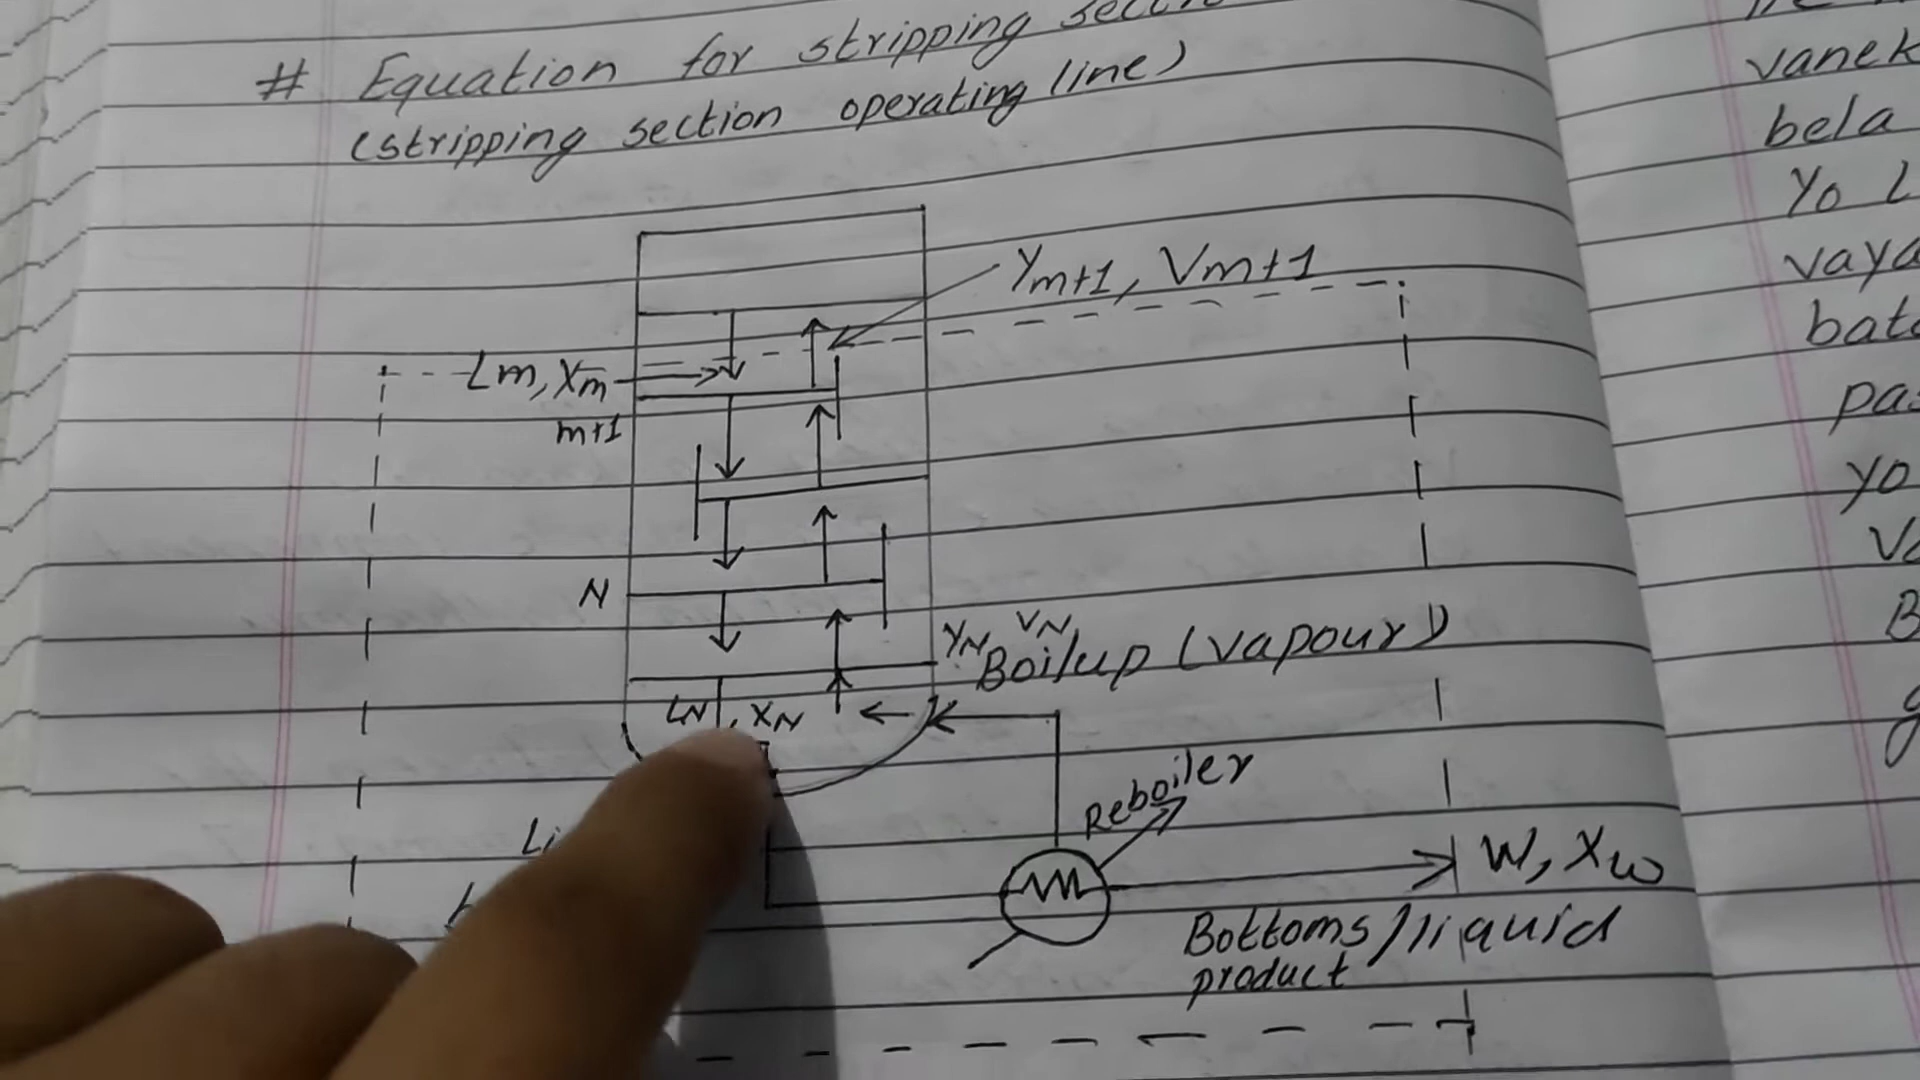 # Equation for stripping
(stripping section operating line)
Ym+1, Vm+1
Lm, Xm
m+1
N
YN VN
Boilup (vapour)
LN, XN
Reboiler
W, Xw
Bottoms/liquid
product
vanek
bela
Yo L
vaya
yo